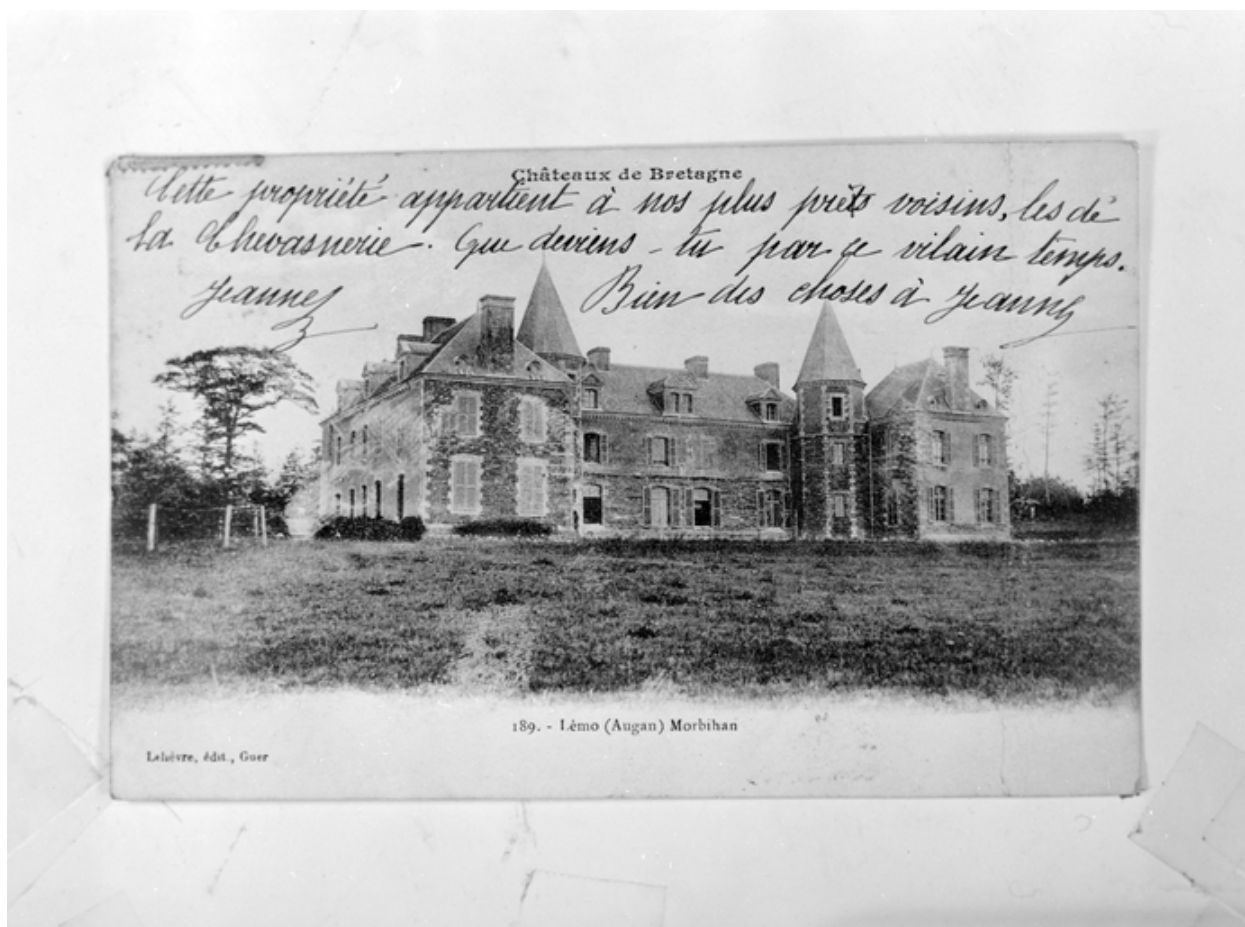 Châteaux de Bretagne
Cette propriété appartient à nos plus prêts voisins, les de
la Chevasnerie. Que deviens-tu par ce vilain temps.
Jeanne
Bien des choses à Jeanne
189. - Lémo (Augan) Morbihan
Lelièvre, édit., Guer